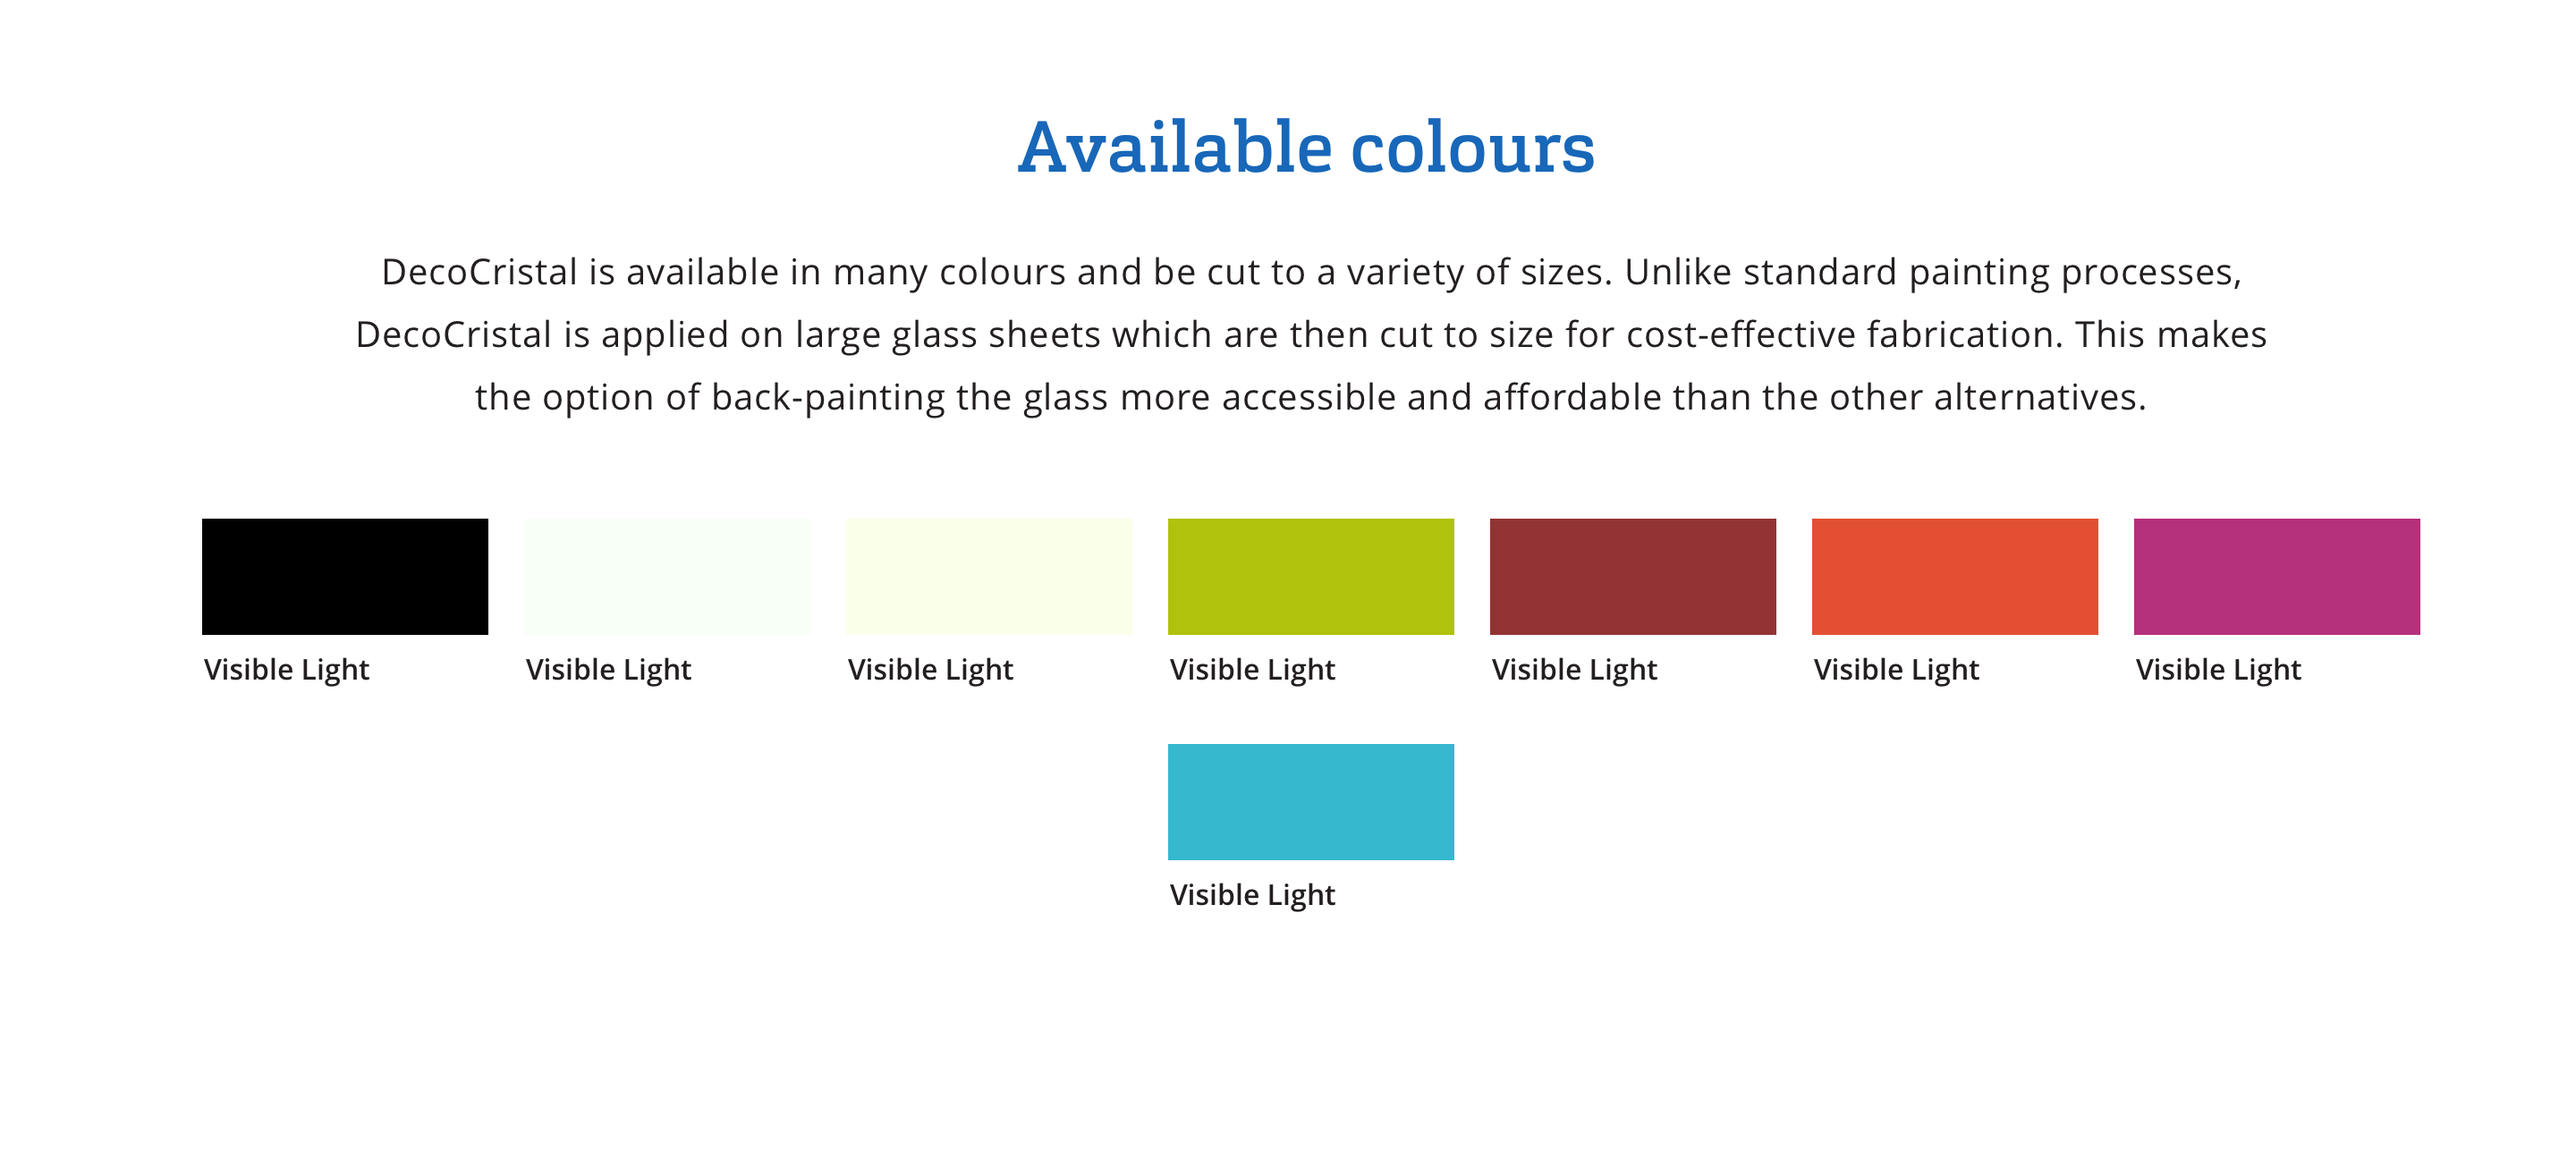 Available colours
DecoCristal is available in many colours and be cut to a variety of sizes. Unlike standard painting processes,
DecoCristal is applied on large glass sheets which are then cut to size for cost-effective fabrication. This makes
the option of back-painting the glass more accessible and affordable than the other alternatives.
Visible Light
Visible Light
Visible Light
Visible Light
Visible Light
Visible Light
Visible Light
Visible Light